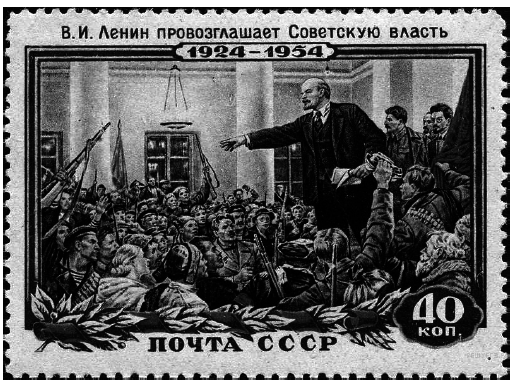 В.И. Ленин провозглашает Советскую власть
1924-1954
40
коп.
ПОЧТА СССР